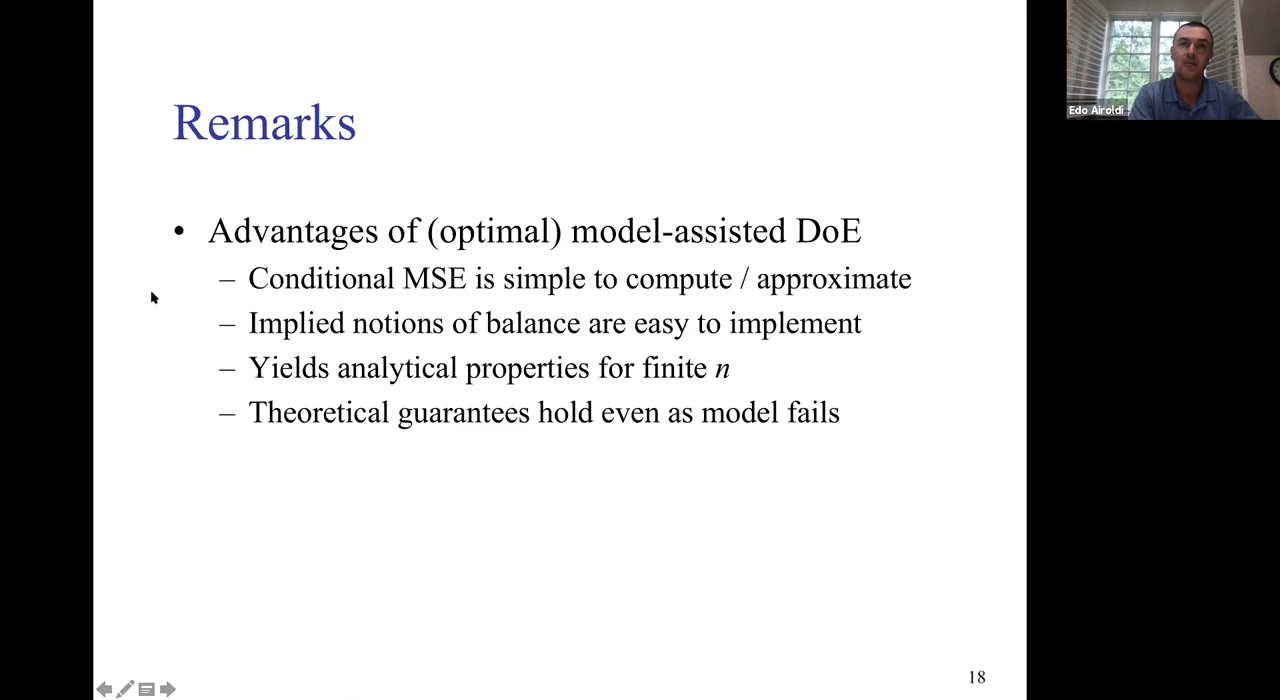 Remarks
• Advantages of (optimal) model-assisted DoE
– Conditional MSE is simple to compute / approximate
– Implied notions of balance are easy to implement
– Yields analytical properties for finite n
– Theoretical guarantees hold even as model fails
18
Edo Airoldi